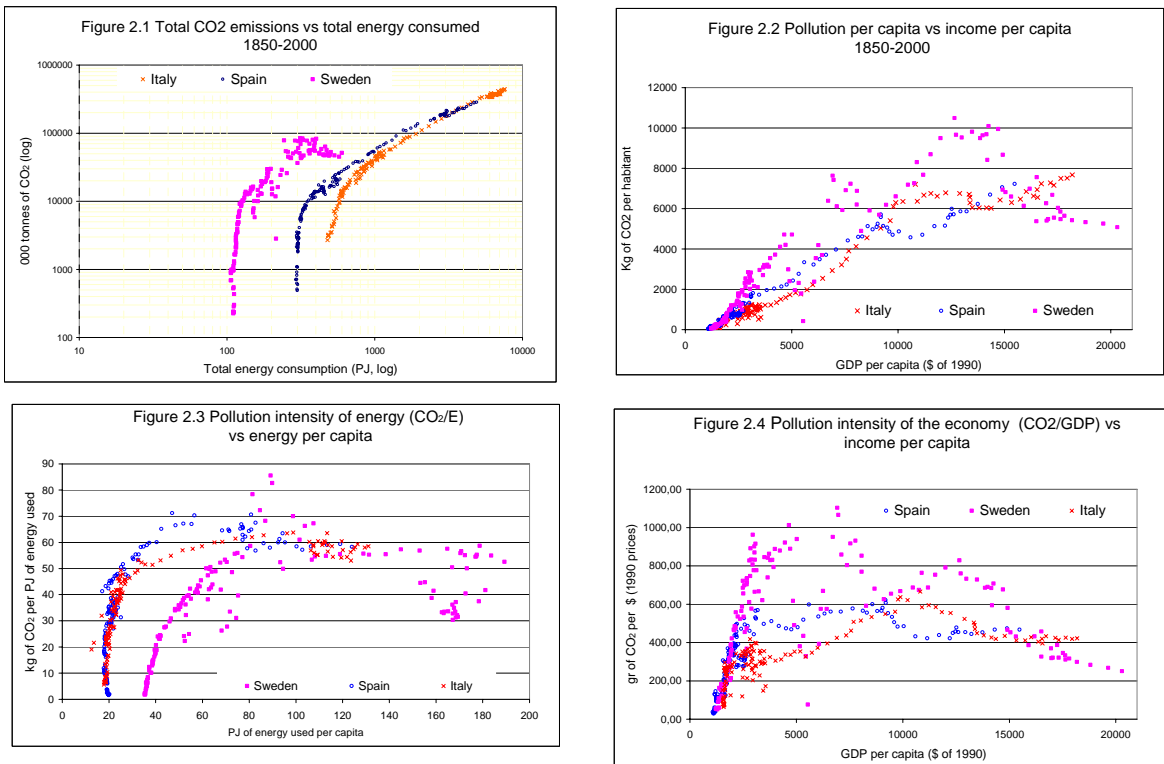 Figure 2.1 Total CO2 emissions vs total energy consumed
1850-2000
1000000
100000
10000
1000
100
10
100
1000
10000
Italy
Spain
Sweden
000 tonnes of CO₂ (log)
Total energy consumption (PJ, log)
Figure 2.2 Pollution per capita vs income per capita
1850-2000
12000
10000
8000
6000
4000
2000
0
0
5000
10000
15000
20000
Italy
Spain
Sweden
Kg of CO2 per habitant
GDP per capita ($ of 1990)
Figure 2.3 Pollution intensity of energy (CO₂/E)
vs energy per capita
90
80
70
60
50
40
30
20
10
0
0
20
40
60
80
100
120
140
160
180
200
Sweden
Spain
Italy
Kg of CO₂ per PJ of energy used
PJ of energy used per capita
Figure 2.4 Pollution intensity of the economy (CO2/GDP) vs
income per capita
1200,00
1000,00
800,00
600,00
400,00
200,00
0,00
0
5000
10000
15000
20000
Spain
Sweden
Italy
gr of CO₂ per $ (1990 prices)
GDP per capita ($ of 1990)